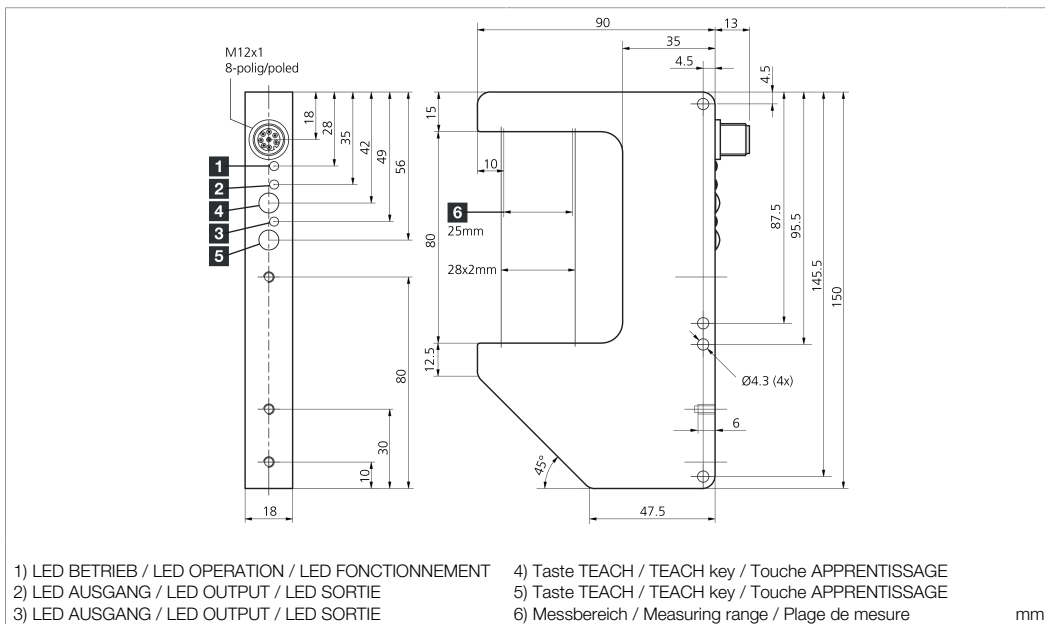 90
13
35
4.5
4.5
M12x1
8-polig/poled
15
18
28
35
42
49
56
1
2
4
3
5
10
6
25mm
28x2mm
80
87.5
95.5
145.5
150
12.5
Ø4.3 (4x)
80
30
10
6
45°
18
47.5
1) LED BETRIEB / LED OPERATION / LED FONCTIONNEMENT
2) LED AUSGANG / LED OUTPUT / LED SORTIE
3) LED AUSGANG / LED OUTPUT / LED SORTIE
4) Taste TEACH / TEACH key / Touche APPRENTISSAGE
5) Taste TEACH / TEACH key / Touche APPRENTISSAGE
6) Messbereich / Measuring range / Plage de mesure
mm